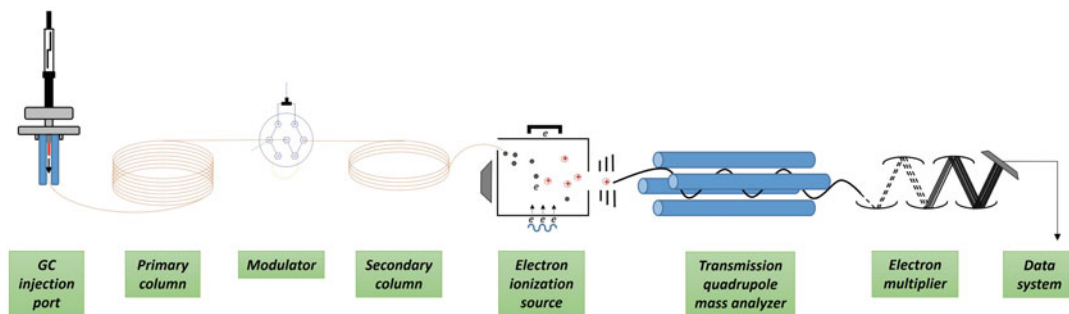 e
e
e e e
GC
injection
port
Primary
column
Modulator
Secondary
column
Electron
ionization
source
Transmission
quadrupole
mass analyzer
Electron
multiplier
Data
system